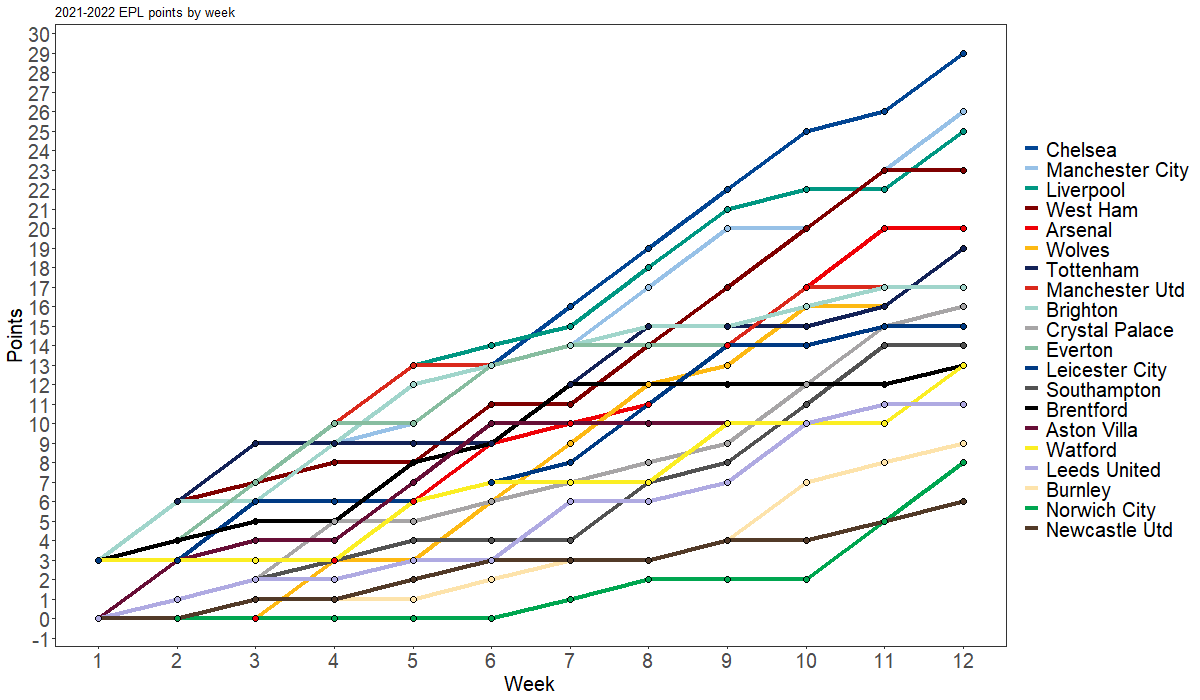 2021-2022 EPL points by week
30
29
28
27
26
25
24
23
22
21
20
19
18
17
16
15
14
13
12
11
10
9
8
7
6
5
4
3
2
1
0
-1
Points
1 2 3 4 5 6 7 8 9 10 11 12
Week
Chelsea
Manchester City
Liverpool
West Ham
Arsenal
Wolves
Tottenham
Manchester Utd
Brighton
Crystal Palace
Everton
Leicester City
Southampton
Brentford
Aston Villa
Watford
Leeds United
Burnley
Norwich City
Newcastle Utd